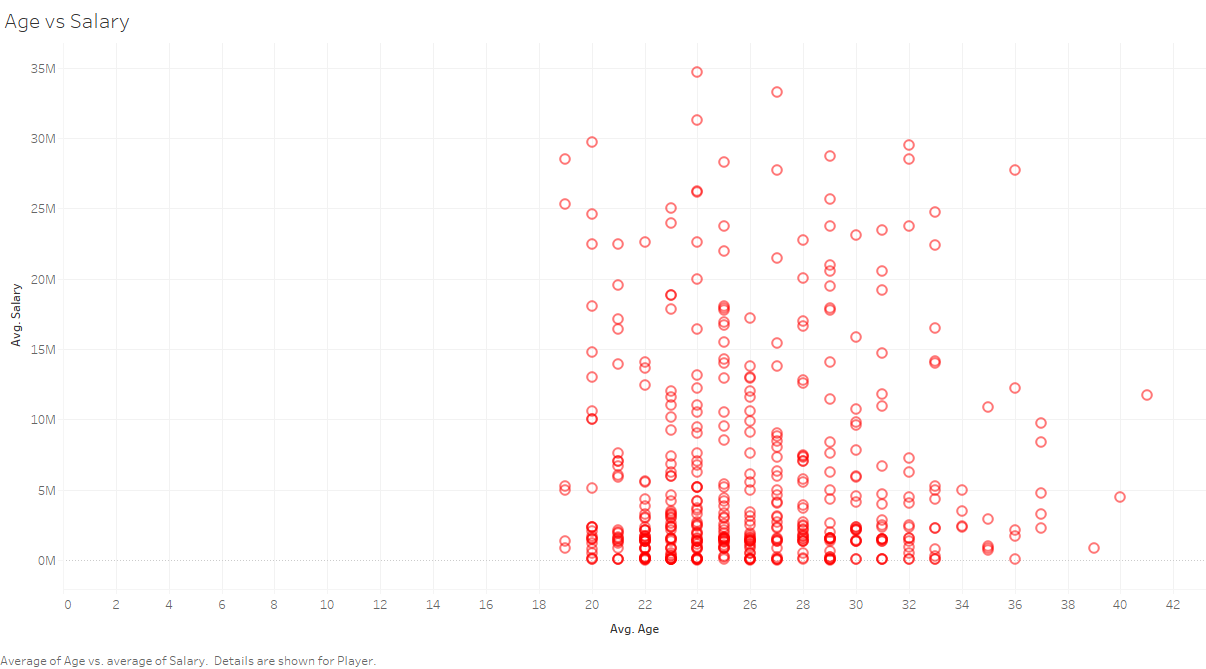 Age vs Salary
35M
30M
25M
20M
15M
10M
5M
0M
Avg. Salary
0 2 4 6 8 10 12 14 16 18 20 22 24 26 28 30 32 34 36 38 40 42
Avg. Age
Average of Age vs. average of Salary. Details are shown for Player.